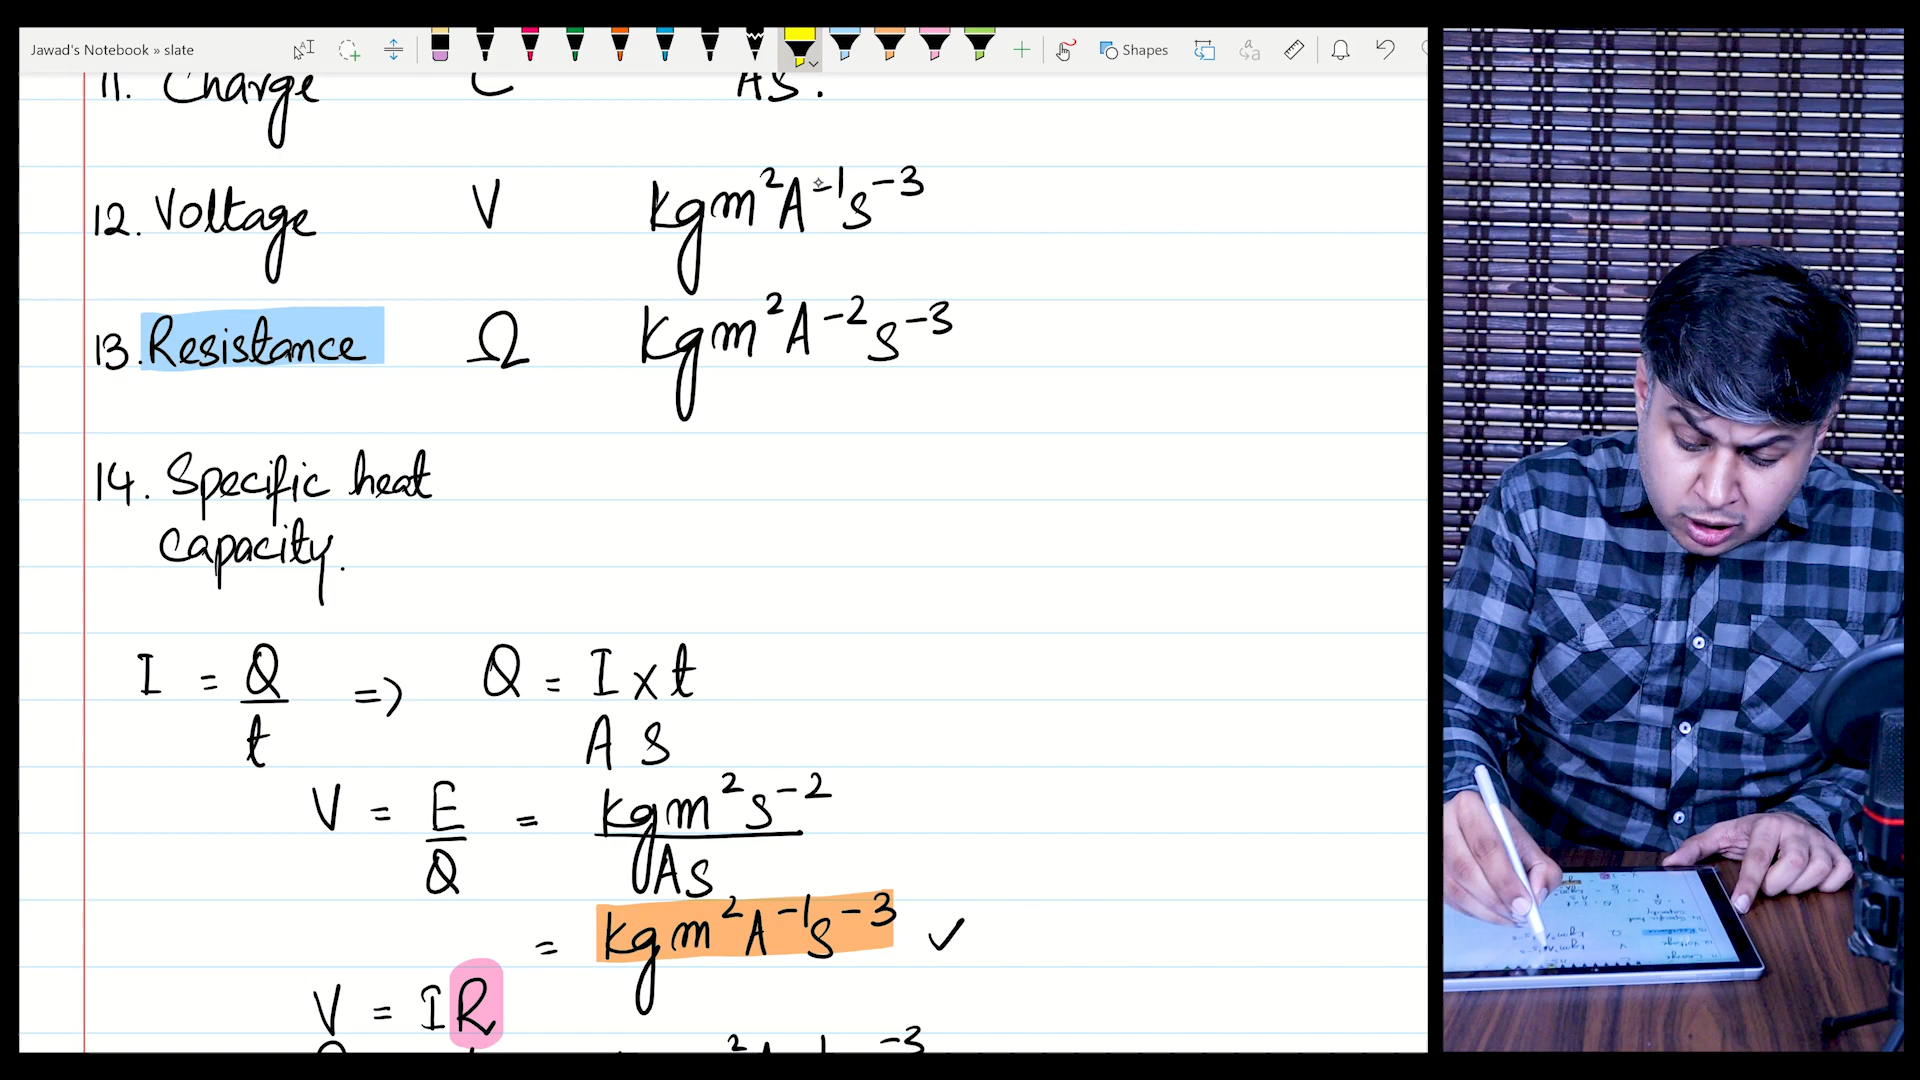 Jawad's Notebook » slate
Shapes
11. Charge C AS.
12. Voltage V kgm²A⁻¹s⁻³
13. Resistance Ω kgm²A⁻²s⁻³
14. Specific heat
capacity.
I = Q/t => Q = I x t
A s
V = E/Q = kgm²s⁻²/As
= kgm²A⁻¹s⁻³ ✓
V = IR